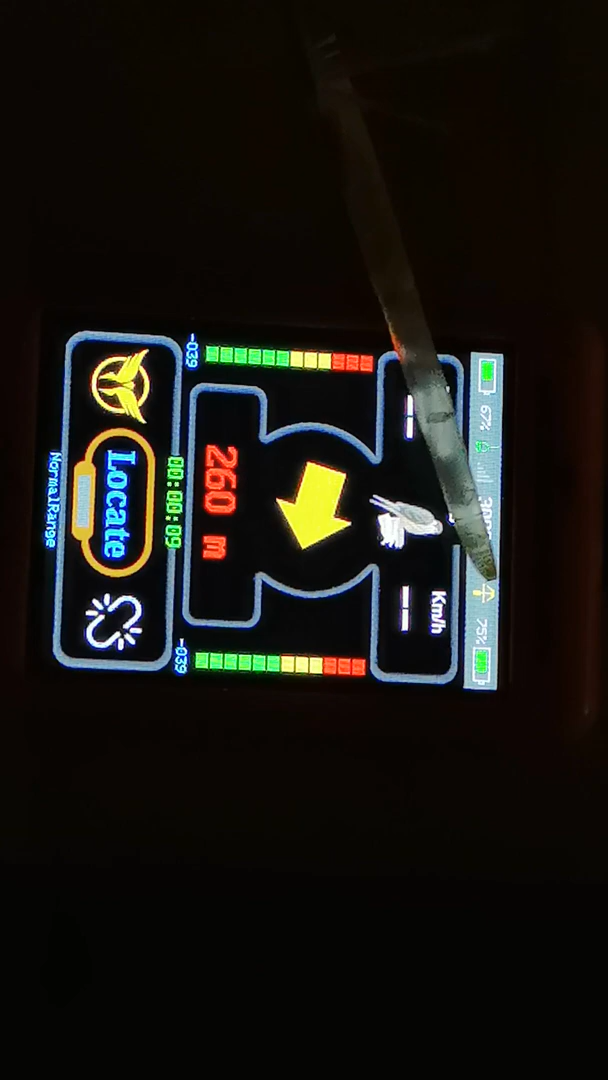 67% 75%
Km/h
-- --
260 m
-039 -039
00:00:09
Locate
NormalRange